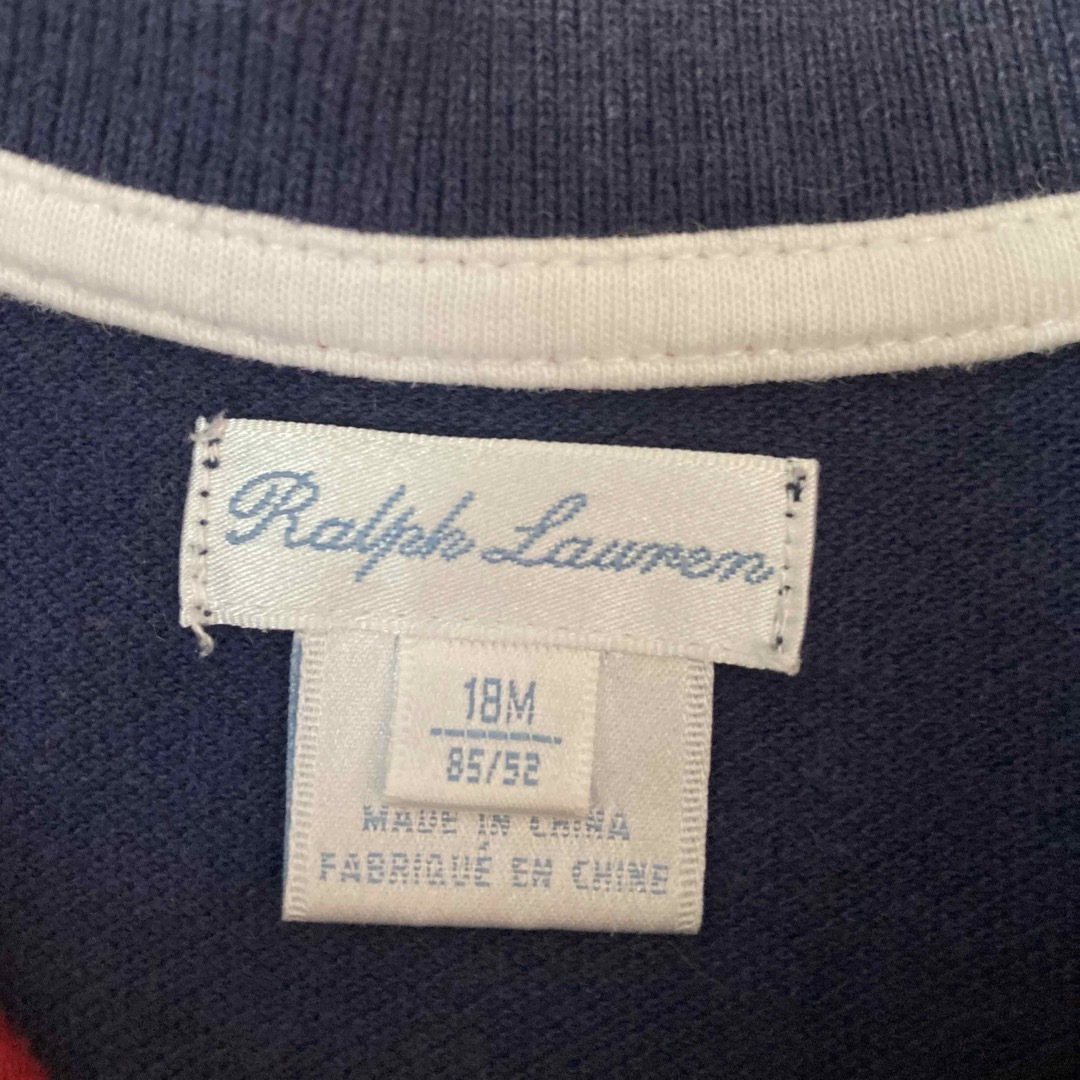 Ralph Lauren
18M
85/52
MADE IN CHINA
FABRIQUÉ EN CHINE